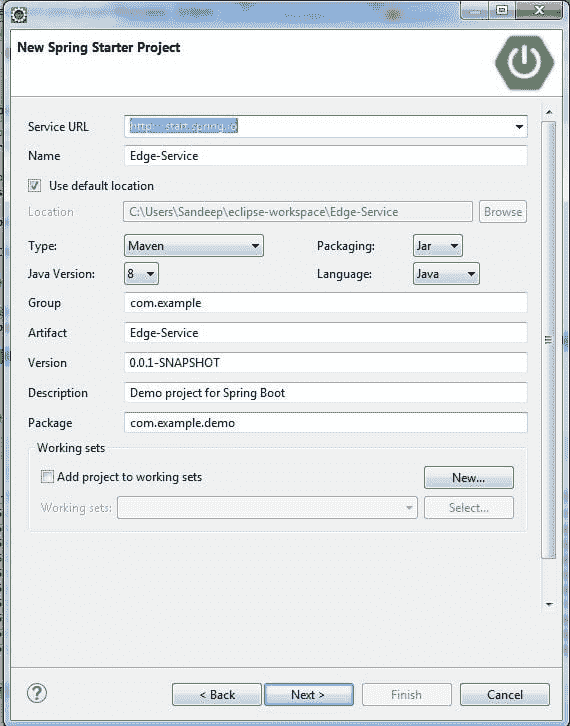 New Spring Starter Project
Service URL http://start.spring.io
Name Edge-Service
Use default location
Location C:\Users\Sandeep\eclipse-workspace\Edge-Service Browse
Type: Maven Packaging: Jar
Java Version: 8 Language: Java
Group com.example
Artifact Edge-Service
Version 0.0.1-SNAPSHOT
Description Demo project for Spring Boot
Package com.example.demo
Working sets
Add project to working sets New...
Working sets: Select...
< Back Next > Finish Cancel